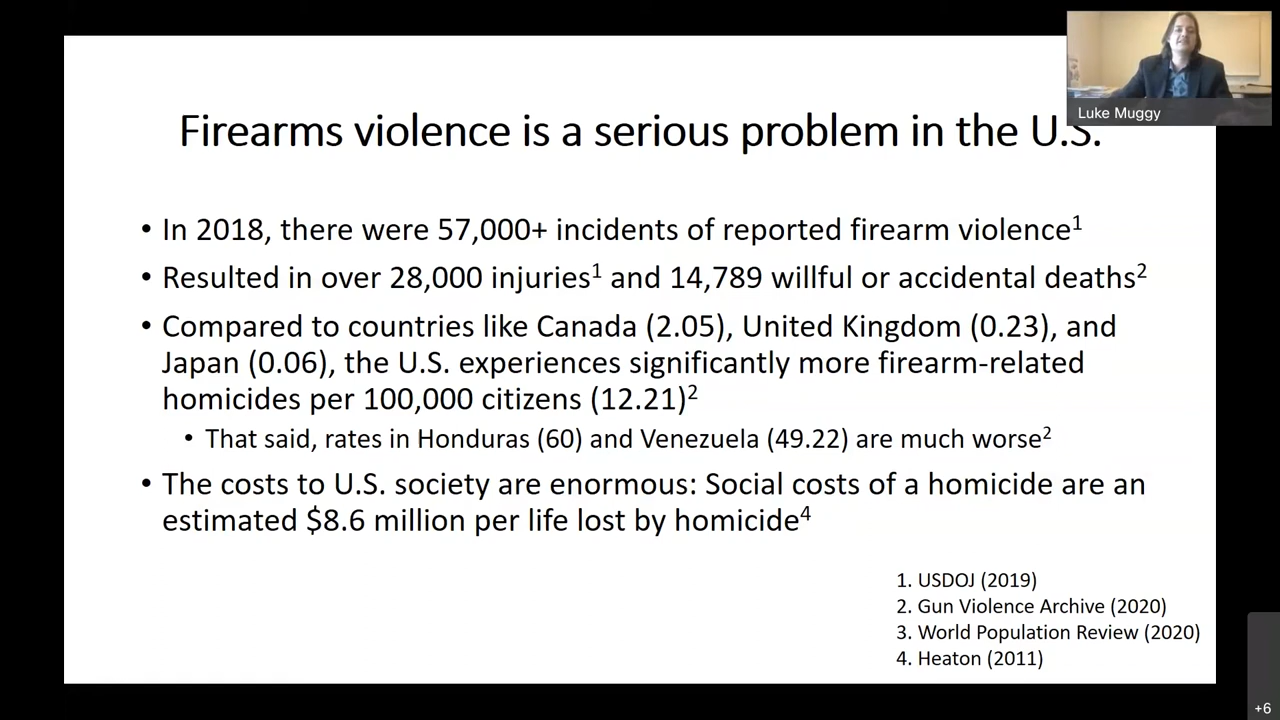 Luke Muggy
Firearms violence is a serious problem in the U.S.
• In 2018, there were 57,000+ incidents of reported firearm violence1
• Resulted in over 28,000 injuries1 and 14,789 willful or accidental deaths2
• Compared to countries like Canada (2.05), United Kingdom (0.23), and
Japan (0.06), the U.S. experiences significantly more firearm-related
homicides per 100,000 citizens (12.21)2
• That said, rates in Honduras (60) and Venezuela (49.22) are much worse2
• The costs to U.S. society are enormous: Social costs of a homicide are an
estimated $8.6 million per life lost by homicide4
1. USDOJ (2019)
2. Gun Violence Archive (2020)
3. World Population Review (2020)
4. Heaton (2011)
+6